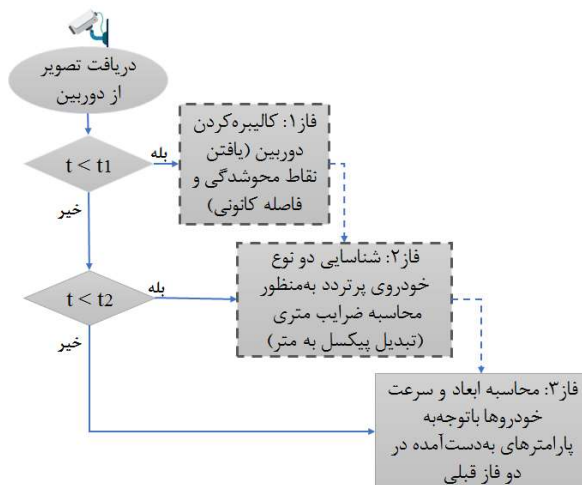 دریافت تصویر
از دوربین
t < t1
بله
خیر
فاز۱: کالیبره‌کردن
دوربین (یافتن
نقاط محوشدگی و
فاصله کانونی)
t < t2
بله
خیر
فاز۲: شناسایی دو نوع
خودروی پرتردد به‌منظور
محاسبه ضرایب متری
(تبدیل پیکسل به متر)
فاز۳: محاسبه ابعاد و سرعت
خودروها باتوجه‌به
پارامترهای به‌دست‌آمده در
دو فاز قبلی